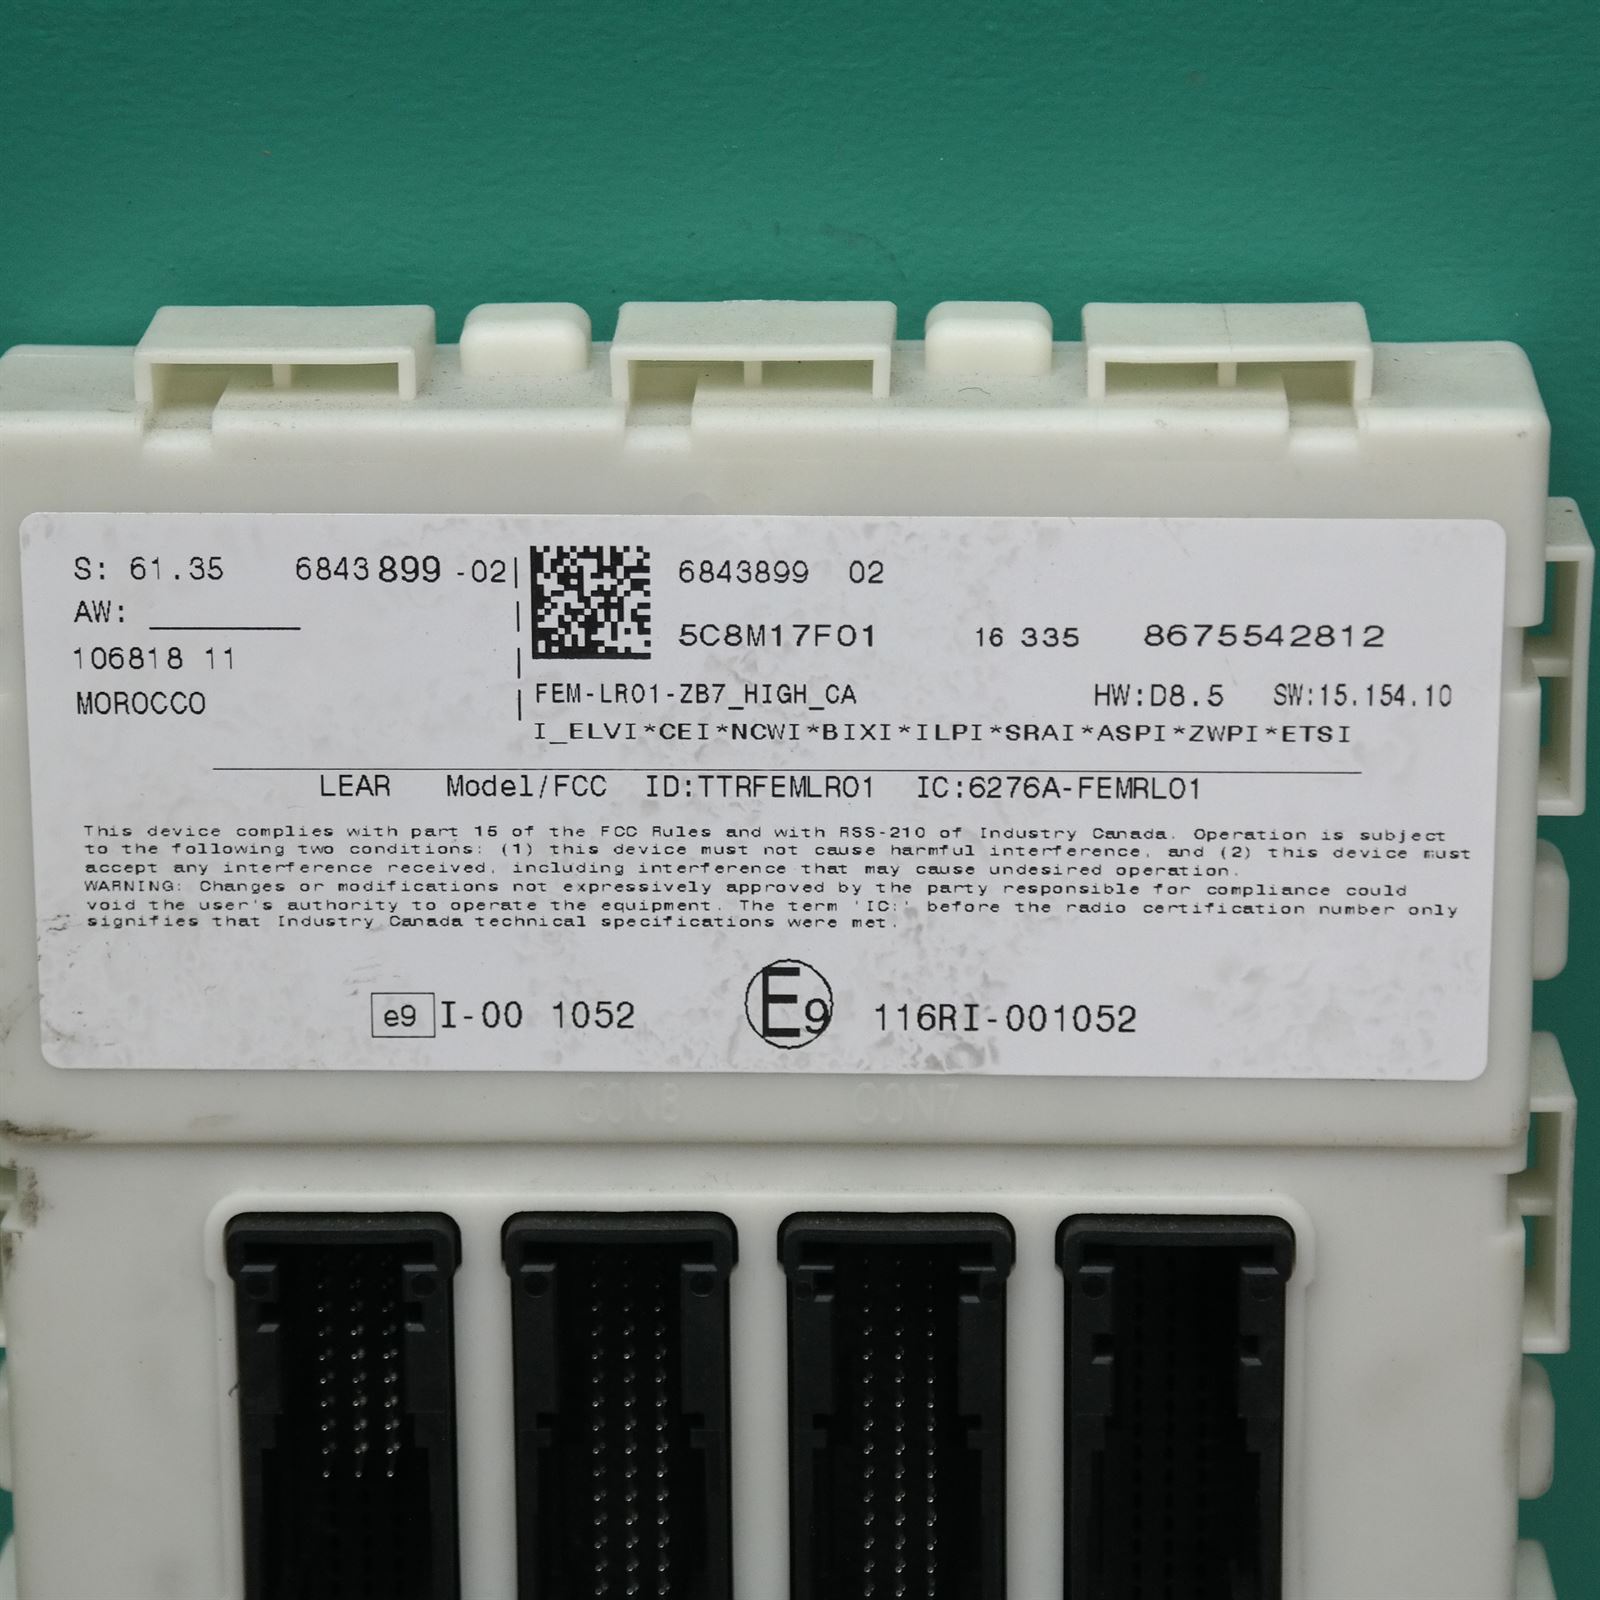 S: 61.35 6843899 -02
AW:
106818 11
MOROCCO
6843899 02
5C8M17F01 16 335 8675542812
FEM-LR01-ZB7_HIGH_CA HW:D8.5 SW:15.154.10
I_ELVI*CEI*NCWI*BIXI*ILPI*SRAI*ASPI*ZWPI*ETSI
LEAR Model/FCC ID:TTRFEMLR01 IC:6276A-FEMRL01
This device complies with part 15 of the FCC Rules and with RSS-210 of Industry Canada. Operation is subject
to the following two conditions: (1) this device must not cause harmful interference, and (2) this device must
accept any interference received, including interference that may cause undesired operation.
WARNING: Changes or modifications not expressively approved by the party responsible for compliance could
void the user's authority to operate the equipment. The term 'IC:' before the radio certification number only
signifies that Industry Canada technical specifications were met.
e9 I-00 1052 E9 116RI-001052
CON8 CON7